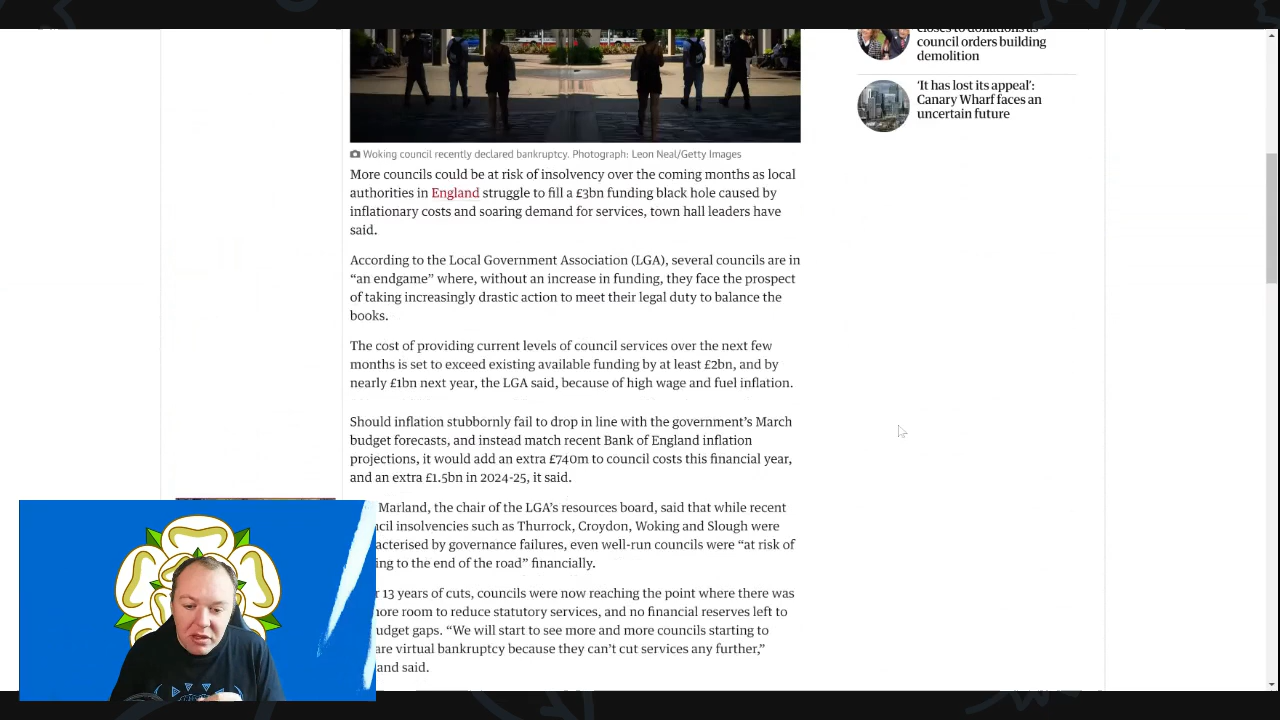 closes to donations as
council orders building
demolition
'It has lost its appeal':
Canary Wharf faces an
uncertain future
Woking council recently declared bankruptcy. Photograph: Leon Neal/Getty Images
More councils could be at risk of insolvency over the coming months as local
authorities in England struggle to fill a £3bn funding black hole caused by
inflationary costs and soaring demand for services, town hall leaders have
said.
According to the Local Government Association (LGA), several councils are in
“an endgame” where, without an increase in funding, they face the prospect
of taking increasingly drastic action to meet their legal duty to balance the
books.
The cost of providing current levels of council services over the next few
months is set to exceed existing available funding by at least £2bn, and by
nearly £1bn next year, the LGA said, because of high wage and fuel inflation.
Should inflation stubbornly fail to drop in line with the government’s March
budget forecasts, and instead match recent Bank of England inflation
projections, it would add an extra £740m to council costs this financial year,
and an extra £1.5bn in 2024-25, it said.
Marland, the chair of the LGA’s resources board, said that while recent
cil insolvencies such as Thurrock, Croydon, Woking and Slough were
acterised by governance failures, even well-run councils were “at risk of
ing to the end of the road” financially.
r 13 years of cuts, councils were now reaching the point where there was
ore room to reduce statutory services, and no financial reserves left to
udget gaps. “We will start to see more and more councils starting to
are virtual bankruptcy because they can’t cut services any further,”
and said.